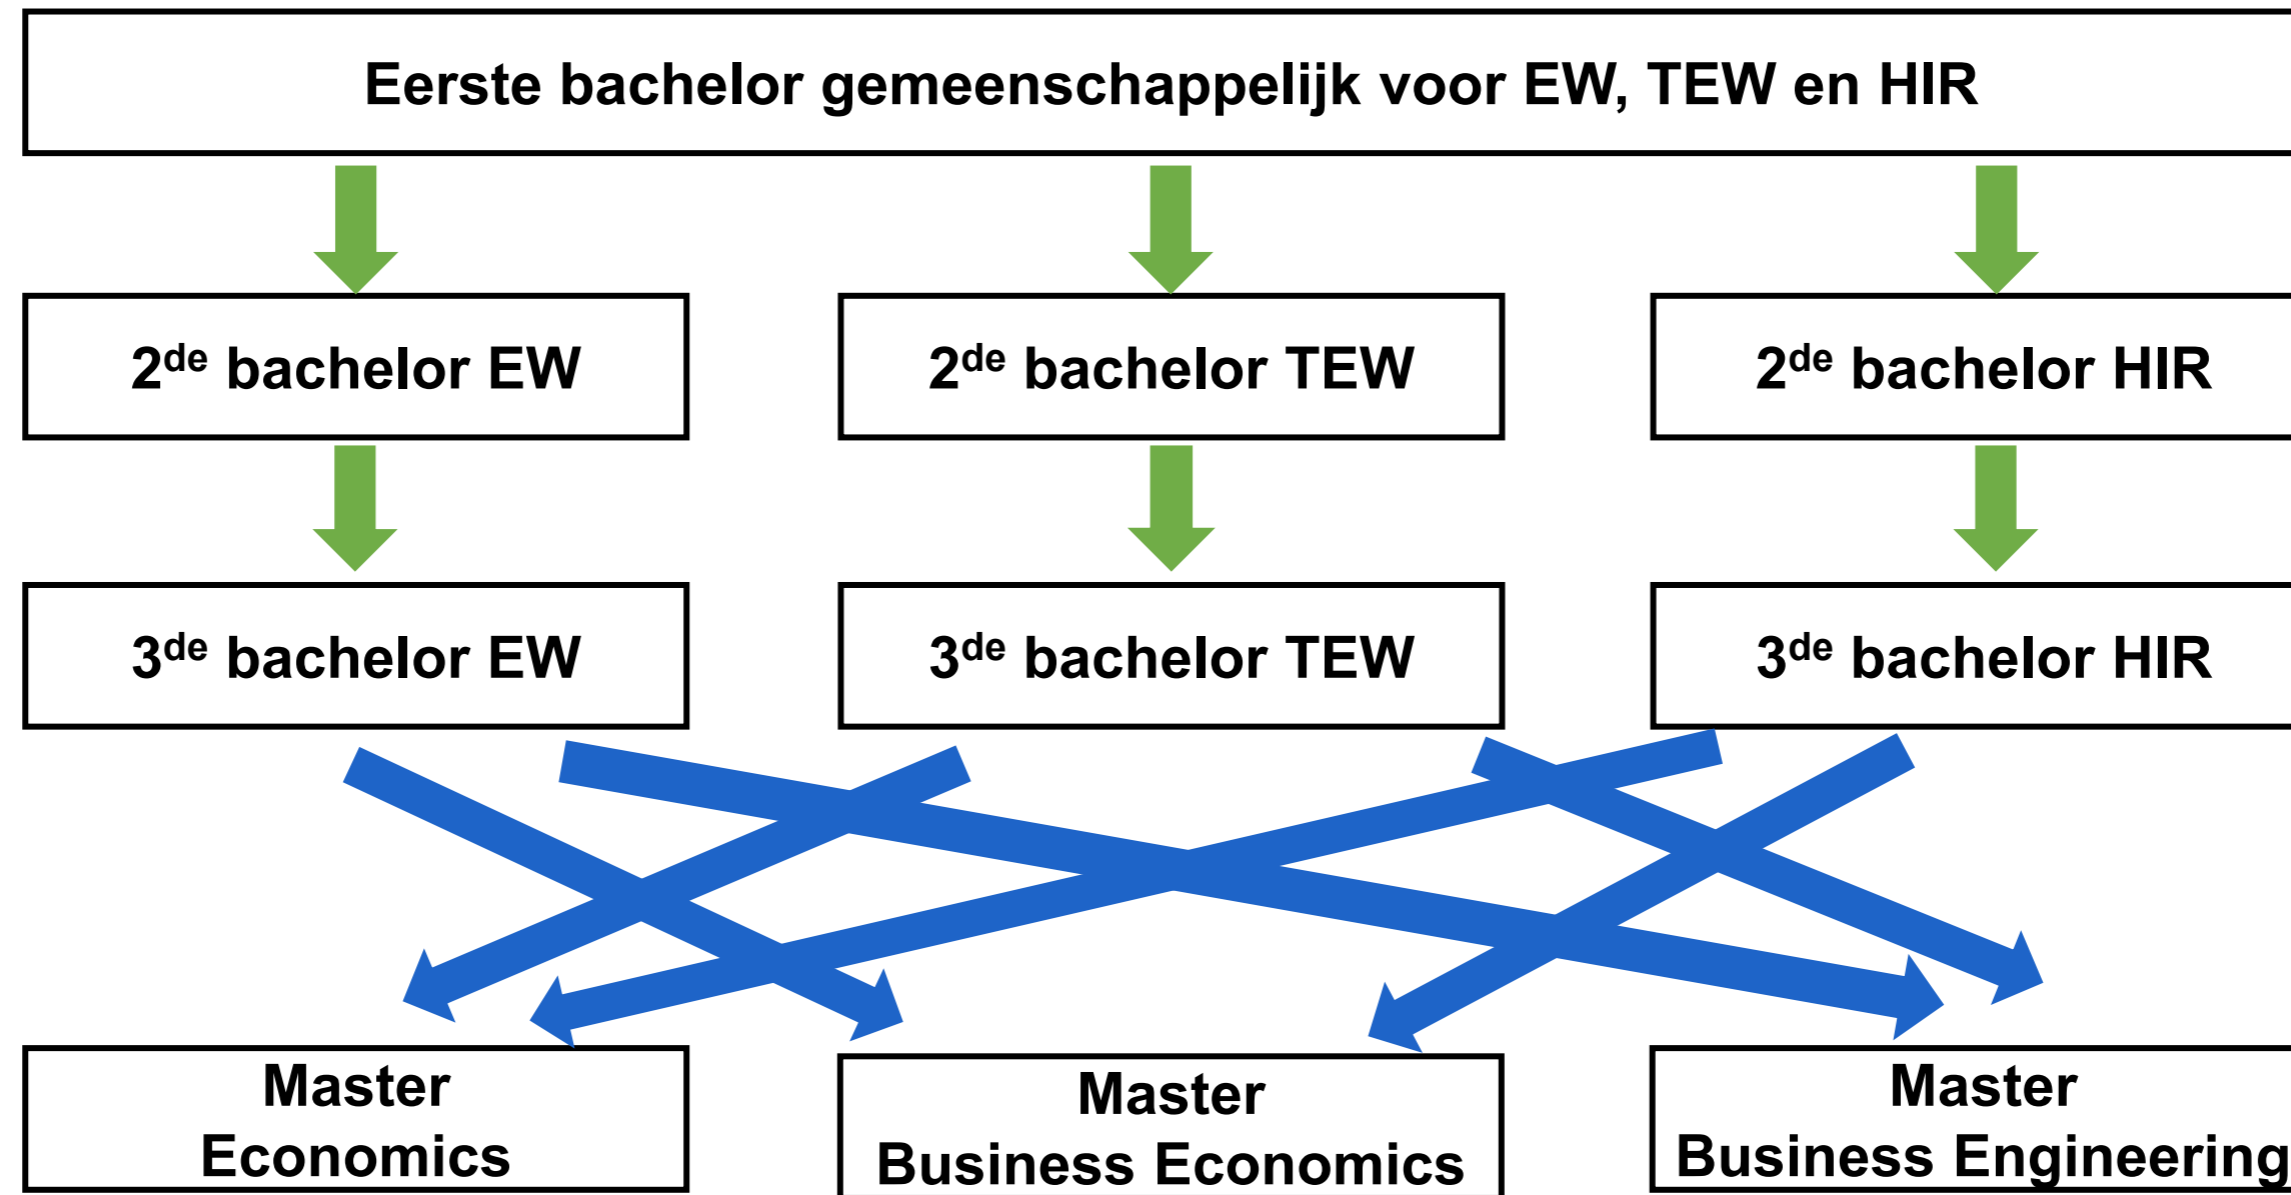 Eerste bachelor gemeenschappelijk voor EW, TEW en HIR
2de bachelor EW
2de bachelor TEW
2de bachelor HIR
3de bachelor EW
3de bachelor TEW
3de bachelor HIR
Master
Economics
Master
Business Economics
Master
Business Engineering